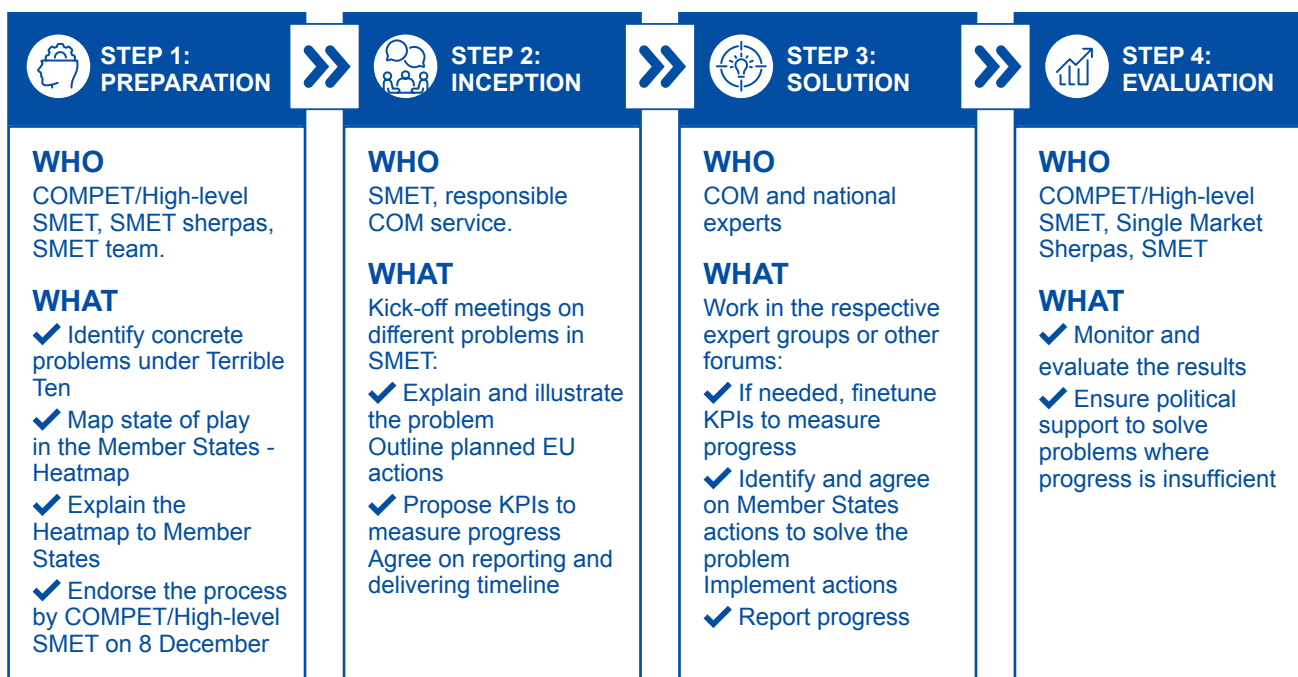 STEP 1:
PREPARATION
WHO
COMPET/High-level
SMET, SMET sherpas,
SMET team.
WHAT
✔ Identify concrete
problems under Terrible
Ten
✔ Map state of play
in the Member States -
Heatmap
✔ Explain the
Heatmap to Member
States
✔ Endorse the process
by COMPET/High-level
SMET on 8 December
STEP 2:
INCEPTION
WHO
SMET, responsible
COM service.
WHAT
Kick-off meetings on
different problems in
SMET:
✔ Explain and illustrate
the problem
Outline planned EU
actions
✔ Propose KPIs to
measure progress
Agree on reporting and
delivering timeline
STEP 3:
SOLUTION
WHO
COM and national
experts
WHAT
Work in the respective
expert groups or other
forums:
✔ If needed, finetune
KPIs to measure
progress
✔ Identify and agree
on Member States
actions to solve the
problem
Implement actions
✔ Report progress
STEP 4:
EVALUATION
WHO
COMPET/High-level
SMET, Single Market
Sherpas, SMET
WHAT
✔ Monitor and
evaluate the results
✔ Ensure political
support to solve
problems where
progress is insufficient